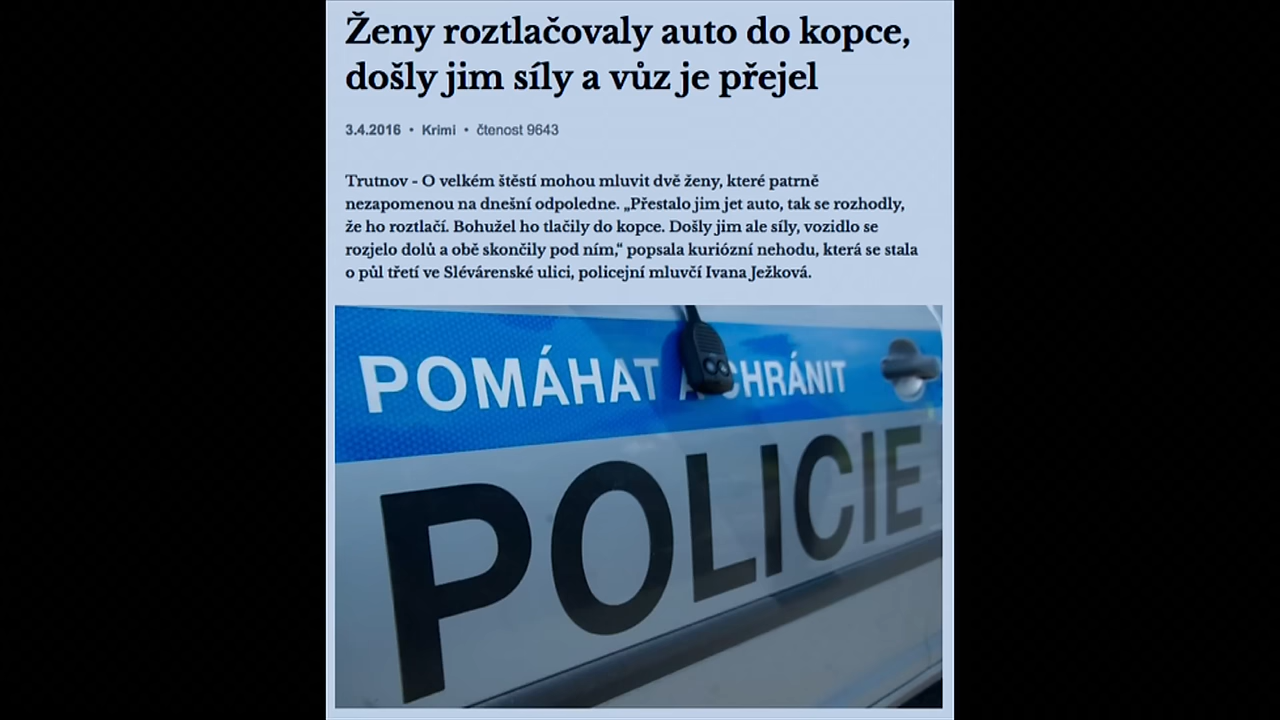 Ženy roztlačovaly auto do kopce,
došly jim síly a vůz je přejel
3.4.2016 • Krimi • čtenost 9643
Trutnov - O velkém štěstí mohou mluvit dvě ženy, které patrně
nezapomenou na dnešní odpoledne. „Přestalo jim jet auto, tak se rozhodly,
že ho roztlačí. Bohužel ho tlačily do kopce. Došly jim ale síly, vozidlo se
rozjelo dolů a obě skončily pod ním,“ popsala kuriózní nehodu, která se stala
o půl třetí ve Slévárenské ulici, policejní mluvčí Ivana Ježková.
POMÁHAT A CHRÁNIT
POLICIE